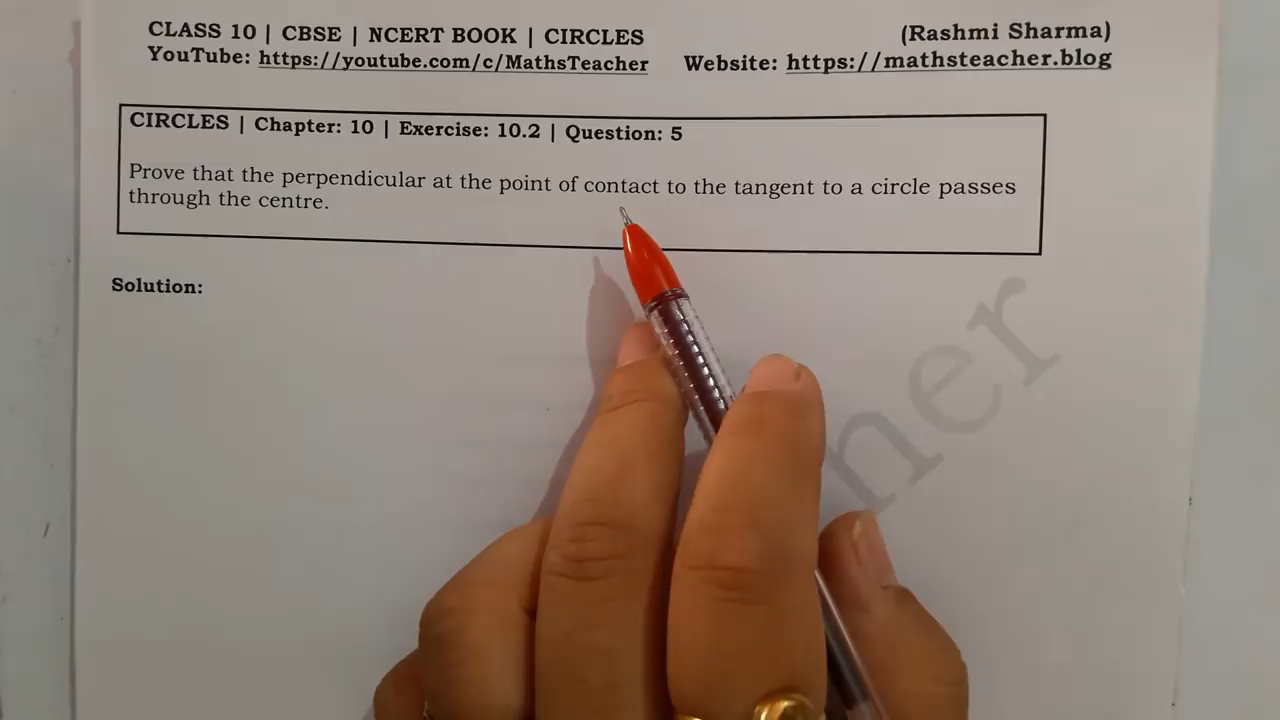 CLASS 10 | CBSE | NCERT BOOK | CIRCLES (Rashmi Sharma)
YouTube: https://youtube.com/c/MathsTeacher Website: https://mathsteacher.blog
CIRCLES | Chapter: 10 | Exercise: 10.2 | Question: 5
Prove that the perpendicular at the point of contact to the tangent to a circle passes
through the centre.
Solution: